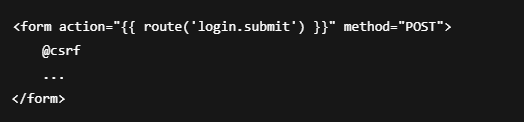 <form action="{{ route('login.submit') }}" method="POST">
    @csrf
    ...
</form>